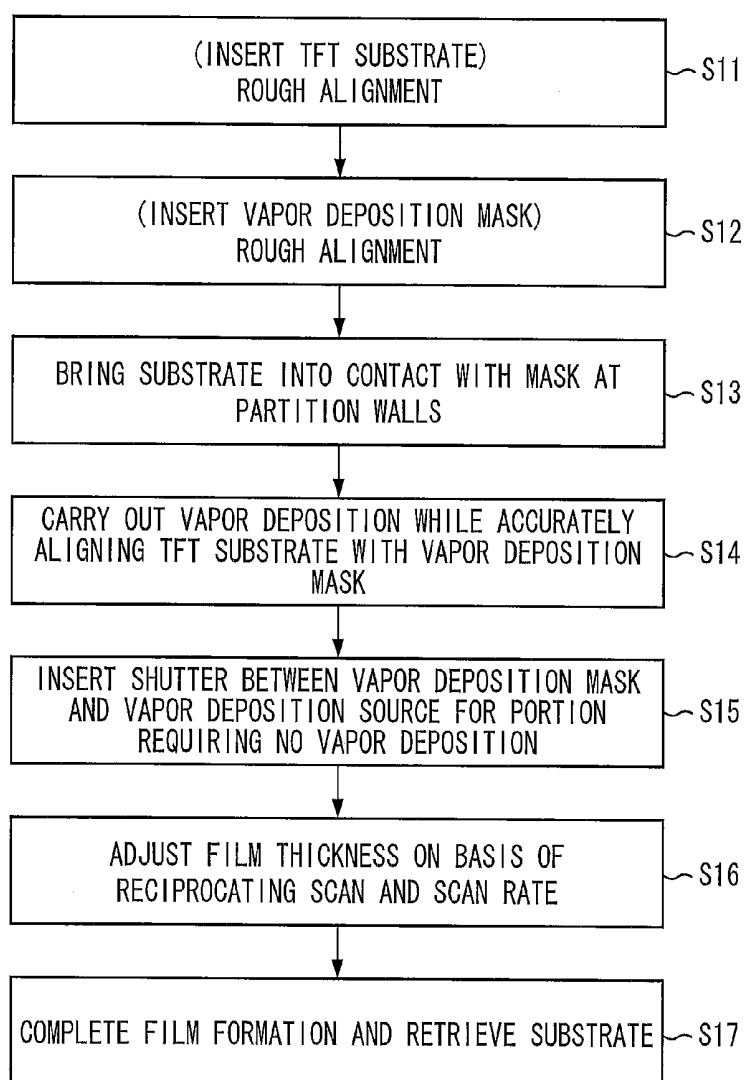 (INSERT TFT SUBSTRATE)
ROUGH ALIGNMENT
S11
(INSERT VAPOR DEPOSITION MASK)
ROUGH ALIGNMENT
S12
BRING SUBSTRATE INTO CONTACT WITH MASK AT
PARTITION WALLS
S13
CARRY OUT VAPOR DEPOSITION WHILE ACCURATELY
ALIGNING TFT SUBSTRATE WITH VAPOR DEPOSITION
MASK
S14
INSERT SHUTTER BETWEEN VAPOR DEPOSITION MASK
AND VAPOR DEPOSITION SOURCE FOR PORTION
REQUIRING NO VAPOR DEPOSITION
S15
ADJUST FILM THICKNESS ON BASIS OF
RECIPROCATING SCAN AND SCAN RATE
S16
COMPLETE FILM FORMATION AND RETRIEVE SUBSTRATE
S17